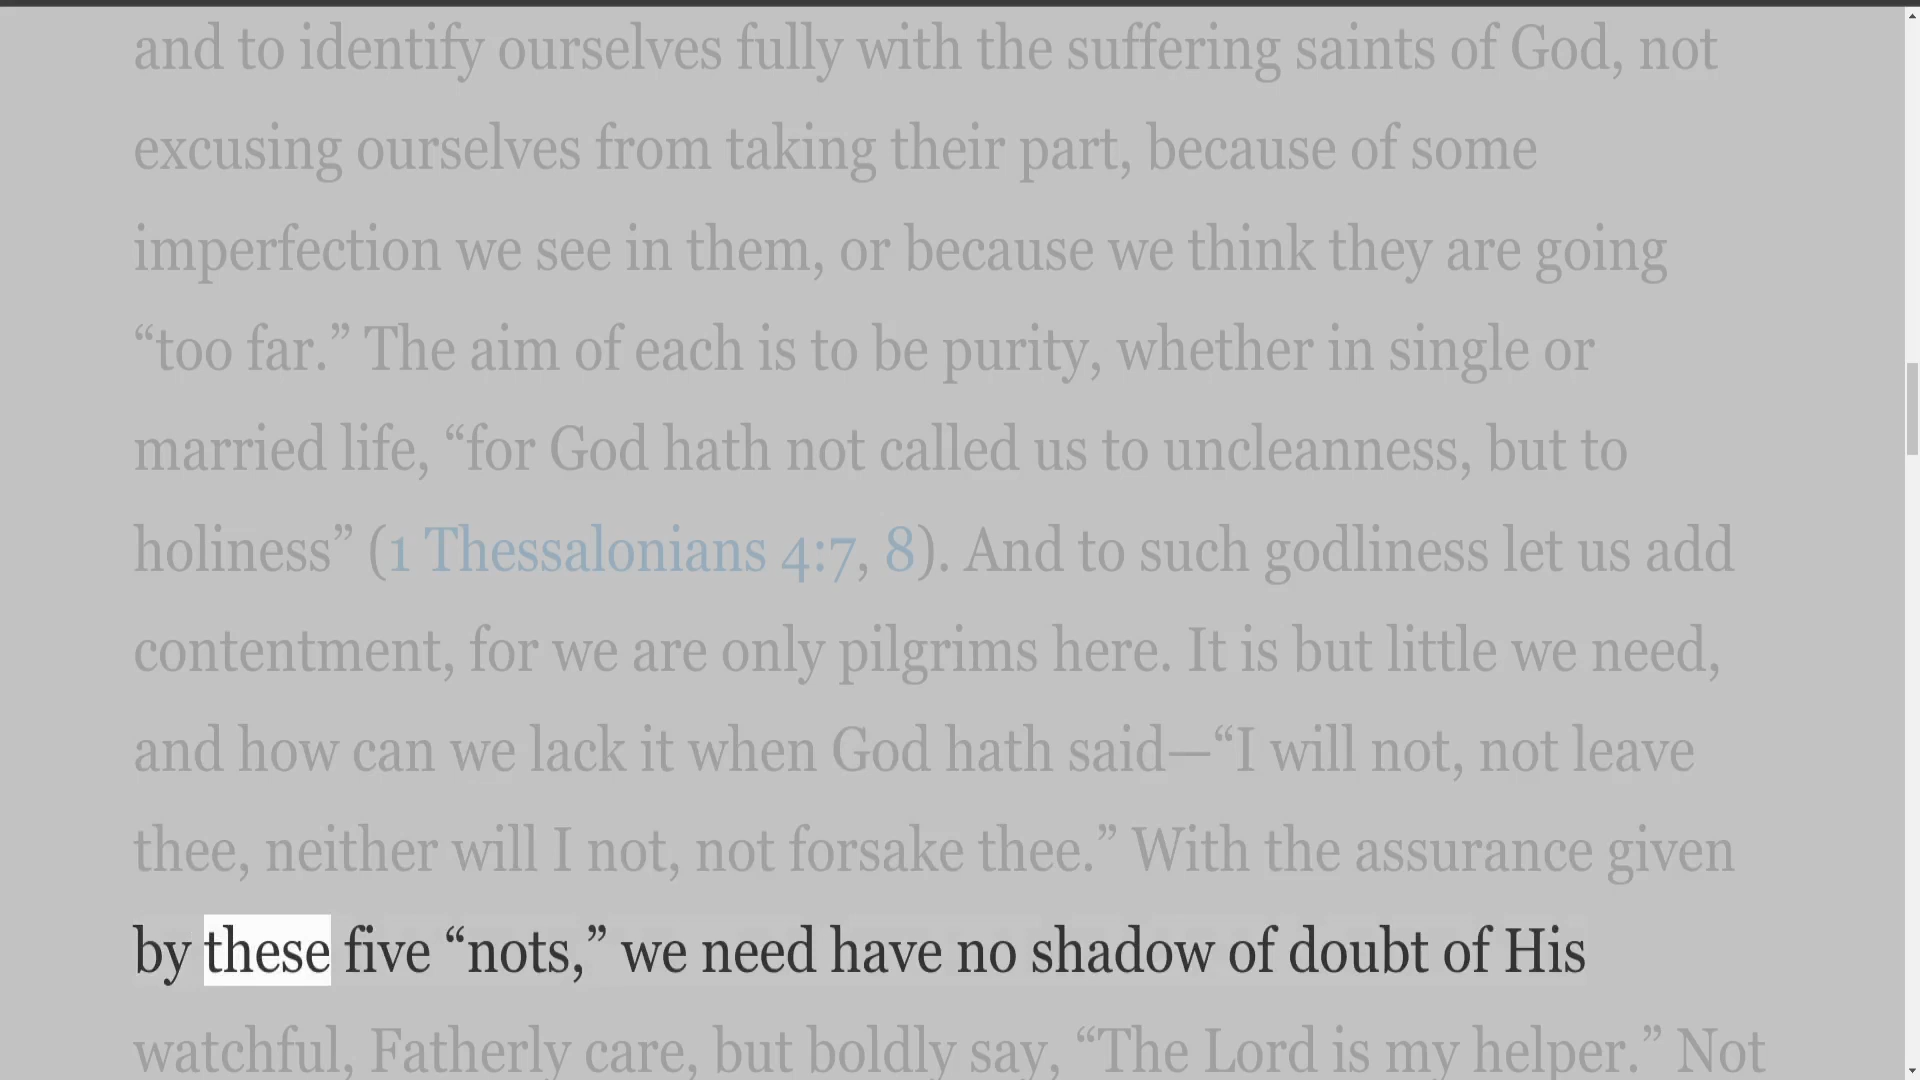 and to identify ourselves fully with the suffering saints of God, not
excusing ourselves from taking their part, because of some
imperfection we see in them, or because we think they are going
“too far.” The aim of each is to be purity, whether in single or
married life, “for God hath not called us to uncleanness, but to
holiness” (1 Thessalonians 4:7, 8). And to such godliness let us add
contentment, for we are only pilgrims here. It is but little we need,
and how can we lack it when God hath said—“I will not, not leave
thee, neither will I not, not forsake thee.” With the assurance given
by these five “nots,” we need have no shadow of doubt of His
watchful, Fatherly care, but boldly say, “The Lord is my helper.” Not